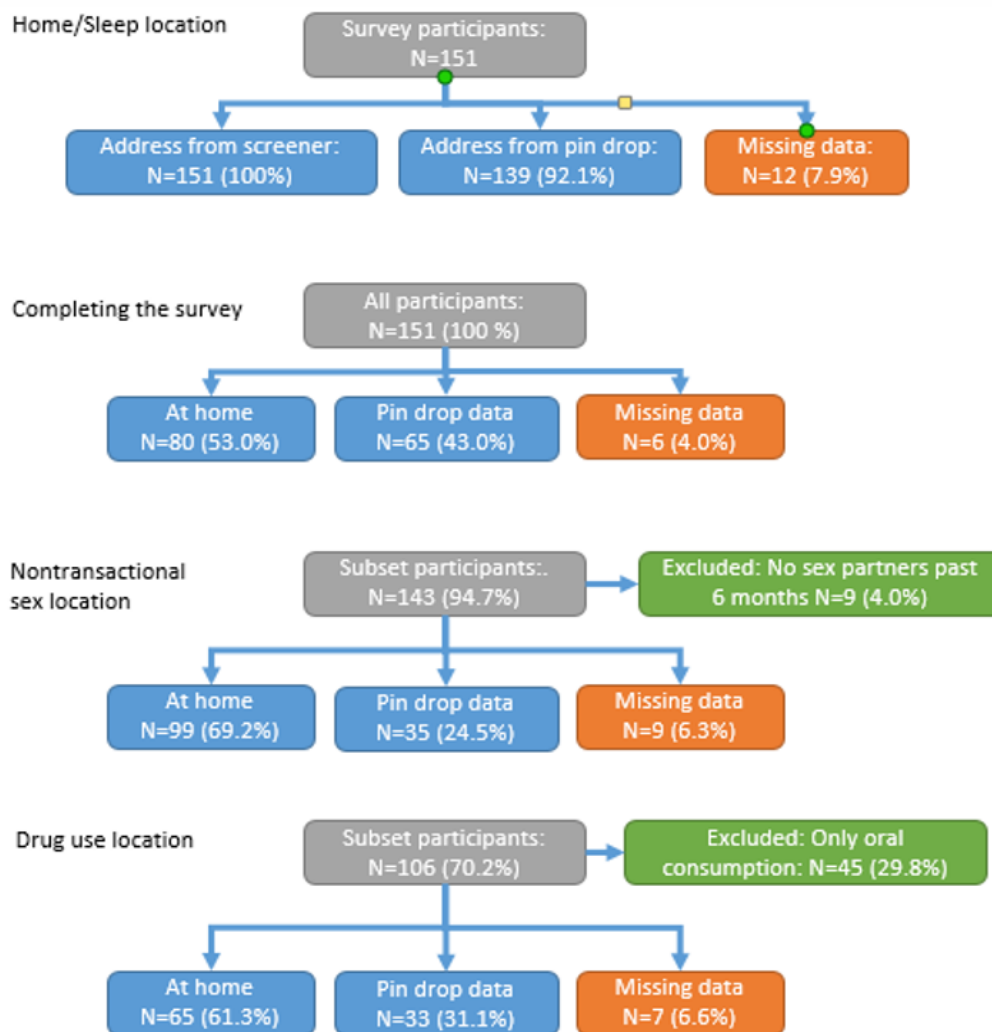 Home/Sleep location
Survey participants:
N=151
Address from screener:
N=151 (100%)
Address from pin drop:
N=139 (92.1%)
Missing data:
N=12 (7.9%)
Completing the survey
All participants:
N=151 (100 %)
At home
N=80 (53.0%)
Pin drop data
N=65 (43.0%)
Missing data
N=6 (4.0%)
Nontransactional
sex location
Subset participants:.
N=143 (94.7%)
Excluded: No sex partners past
6 months N=9 (4.0%)
At home
N=99 (69.2%)
Pin drop data
N=35 (24.5%)
Missing data
N=9 (6.3%)
Drug use location
Subset participants:
N=106 (70.2%)
Excluded: Only oral
consumption: N=45 (29.8%)
At home
N=65 (61.3%)
Pin drop data
N=33 (31.1%)
Missing data
N=7 (6.6%)